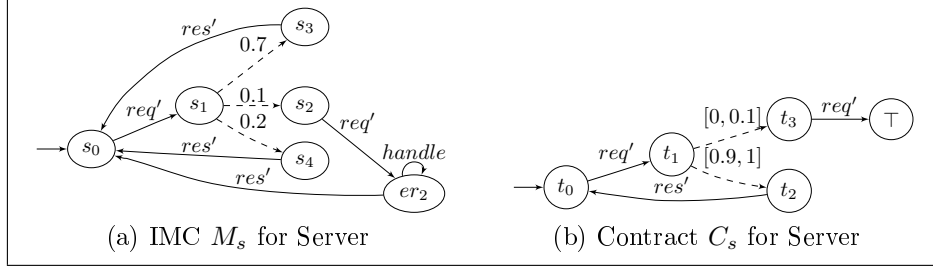 res′
s₃
0.7
req′
s₁
0.1
s₂
0.2
req′
s₀
res′
s₄
handle
res′
er₂
[0, 0.1]
t₃
req′
⊤
req′
t₁
[0.9, 1]
t₀
res′
t₂
(a) IMC Mₛ for Server
(b) Contract Cₛ for Server